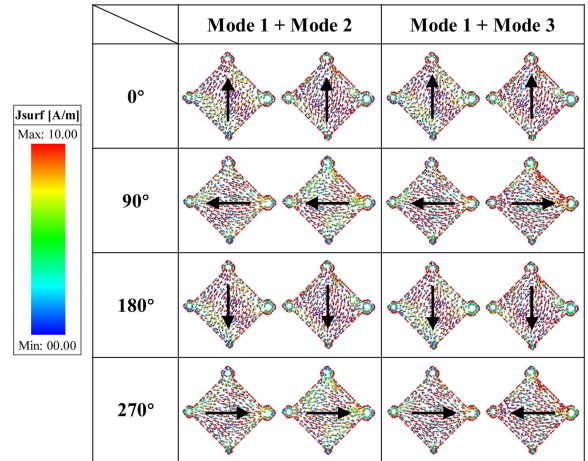 Mode 1 + Mode 2
Mode 1 + Mode 3
0°
90°
180°
270°
Jsurf [A/m]
Max: 10.00
Min: 00.00